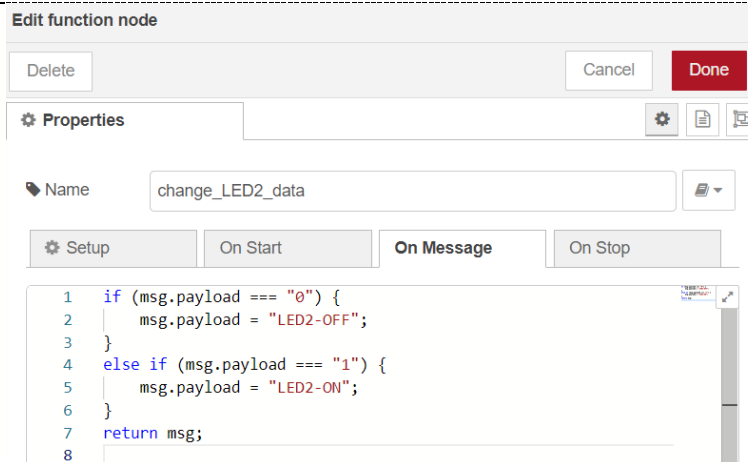 Edit function node
Delete
Cancel
Done
Properties
Name
change_LED2_data
Setup
On Start
On Message
On Stop
1 if (msg.payload === "0") {
2 msg.payload = "LED2-OFF";
3 }
4 else if (msg.payload === "1") {
5 msg.payload = "LED2-ON";
6 }
7 return msg;
8